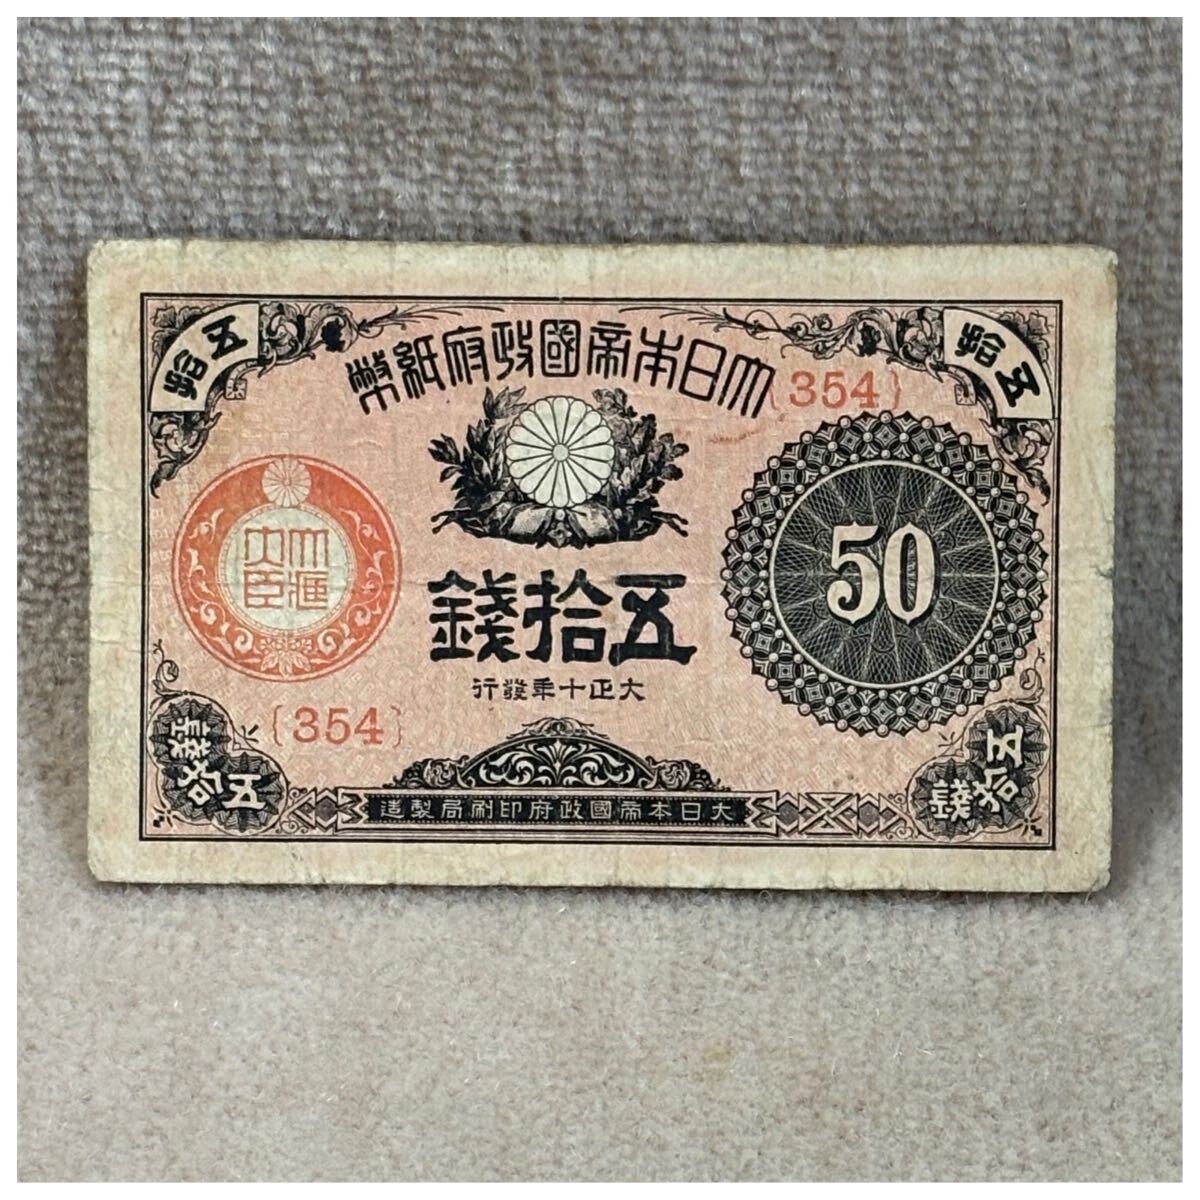 五拾
五拾
大日本帝國政府紙幣
{354}
大藏大臣
50
五拾錢
大正十年發行
{354}
五拾錢
五拾錢
大日本帝國政府印刷局製造